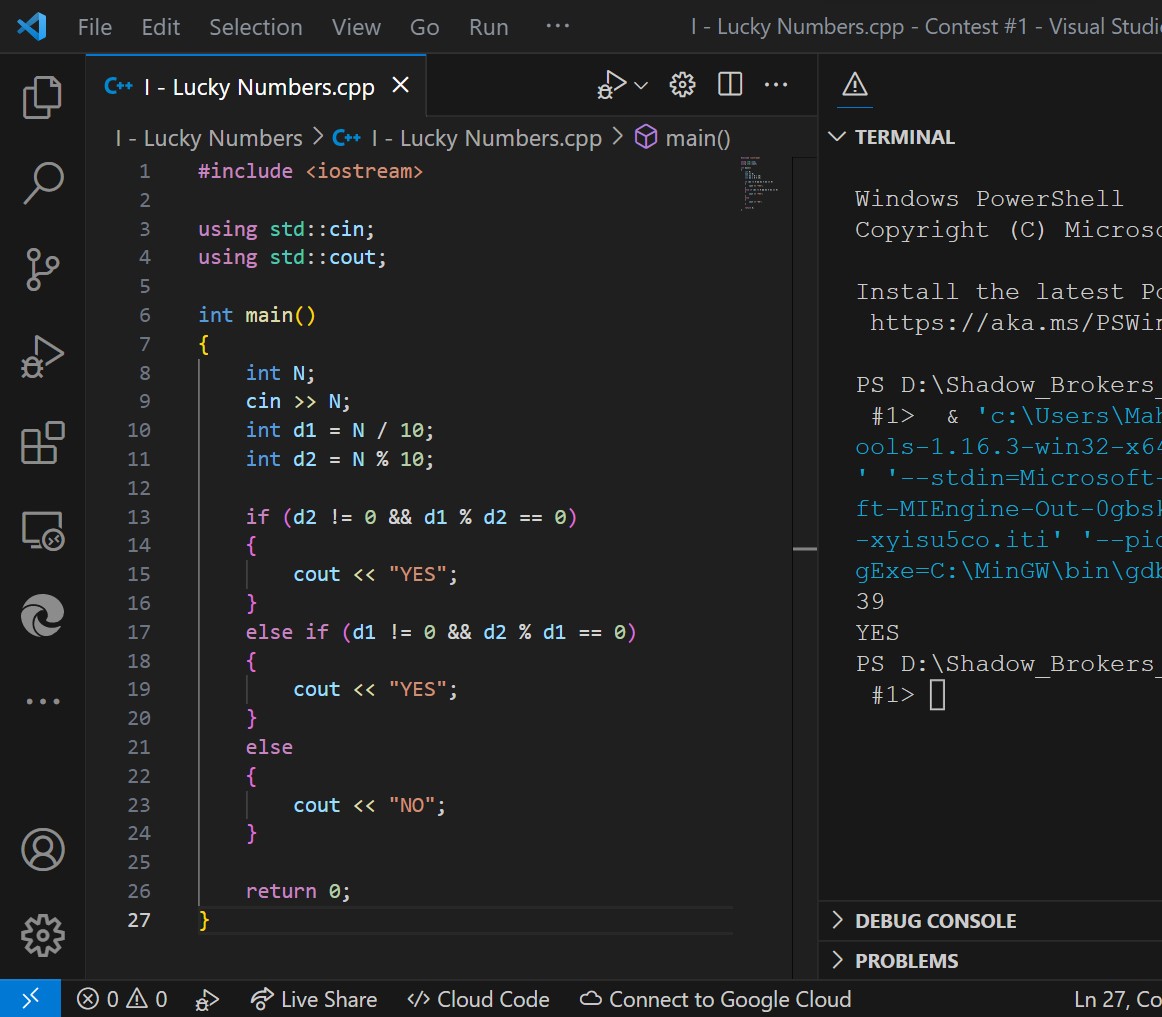 File Edit Selection View Go Run ··· I - Lucky Numbers.cpp - Contest #1 - Visual
C++ I - Lucky Numbers.cpp
I - Lucky Numbers > C++ I - Lucky Numbers.cpp > main()
1 #include <iostream>
2
3 using std::cin;
4 using std::cout;
5
6 int main()
7 {
8 int N;
9 cin >> N;
10 int d1 = N / 10;
11 int d2 = N % 10;
12
13 if (d2 != 0 && d1 % d2 == 0)
14 {
15 cout << "YES";
16 }
17 else if (d1 != 0 && d2 % d1 == 0)
18 {
19 cout << "YES";
20 }
21 else
22 {
23 cout << "NO";
24 }
25
26 return 0;
27 }
TERMINAL
Windows PowerShell
Copyright (C)
Install the latest
https://aka.ms/PSWin
PS D:\Shadow_Brokers_
#1> & 'c:\Users\Mah
ools-1.16.3-win32-x64
' '--stdin=Microsoft-
ft-MIEngine-Out-0gbsk
-xyisu5co.iti' '--pid
gExe=C:\MinGW\bin\gdb
39
YES
PS D:\Shadow_Brokers_
#1>
DEBUG CONSOLE
PROBLEMS
0 0 Live Share Cloud Code Connect to Google Cloud Ln 27,